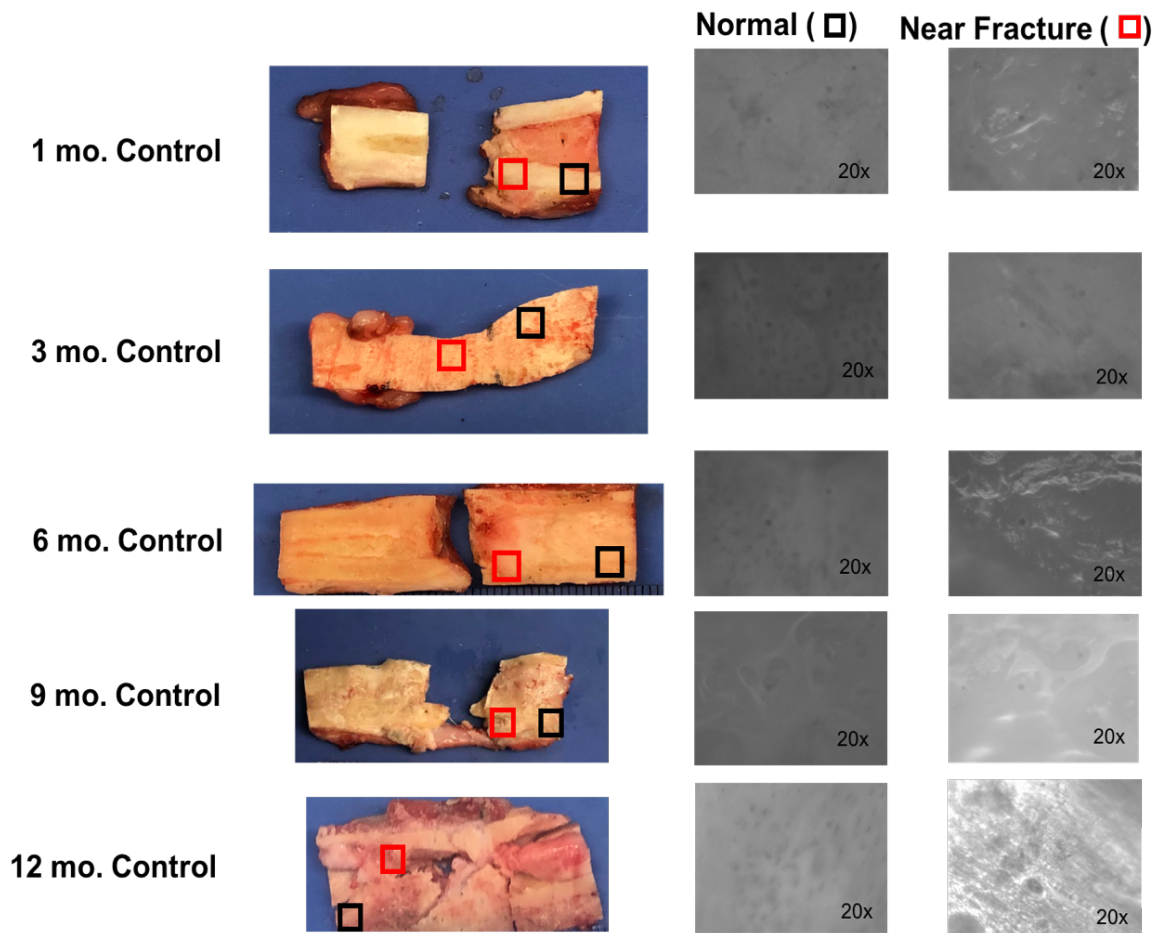 Normal ( )
Near Fracture ( )
1 mo. Control
20x
20x
3 mo. Control
20x
20x
6 mo. Control
20x
20x
9 mo. Control
20x
20x
12 mo. Control
20x
20x